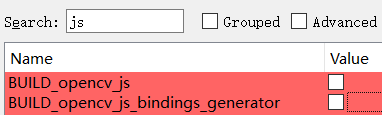 Search: js Grouped Advanced
Name Value
BUILD_opencv_js
BUILD_opencv_js_bindings_generator